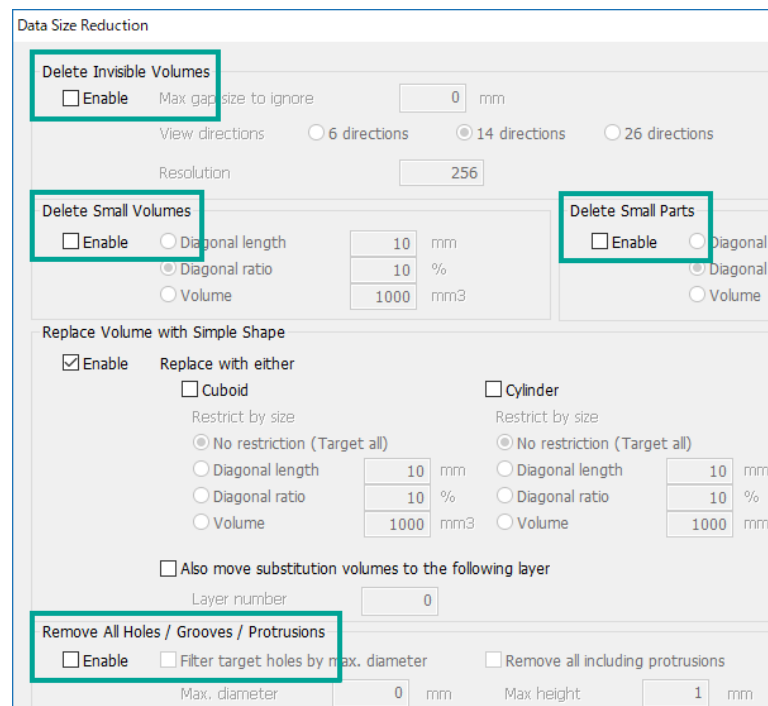 Data Size Reduction
Delete Invisible Volumes
Enable Max gap size to ignore 0 mm
View directions 6 directions 14 directions 26 directions
Resolution 256
Delete Small Volumes Delete Small Parts
Enable Diagonal length 10 mm Enable Diagonal
Diagonal ratio 10 % Diagonal
Volume 1000 mm3 Volume
Replace Volume with Simple Shape
Enable Replace with either
Cuboid Cylinder
Restrict by size Restrict by size
No restriction (Target all) No restriction (Target all)
Diagonal length 10 mm Diagonal length 10 mm
Diagonal ratio 10 % Diagonal ratio 10 %
Volume 1000 mm3 Volume 1000 mm
Also move substitution volumes to the following layer
Layer number 0
Remove All Holes / Grooves / Protrusions
Enable Filter target holes by max. diameter Remove all including protrusions
Max. diameter 0 mm Max height 1 mm